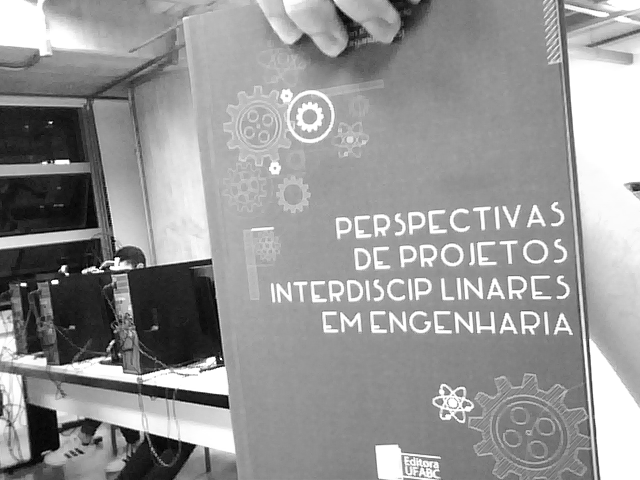 PERSPECTIVAS
DE PROJETOS
INTERDISCIP LINARES
EM ENGENHARIA
Editora
UFABC